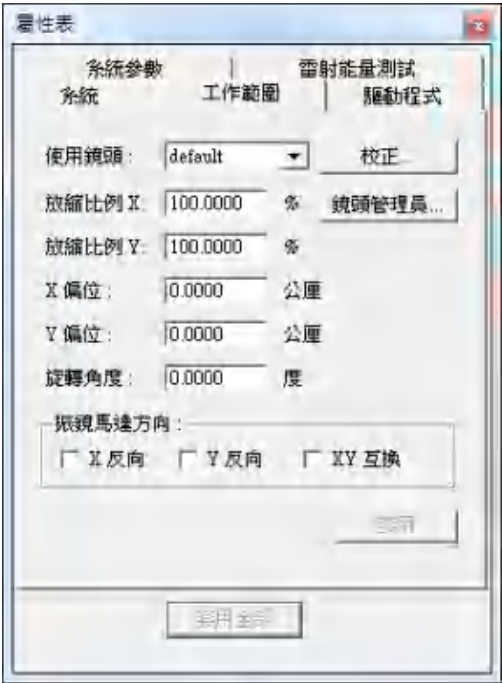 屬性表
系統參數 雷射能量測試
系統 工作範圍 驅動程式
使用鏡頭： default 校正...
放縮比例 X: 100.0000 % 鏡頭管理員...
放縮比例 Y: 100.0000 %
X 偏位： 0.0000 公厘
Y 偏位： 0.0000 公厘
旋轉角度： 0.0000 度
振鏡馬達方向：
X 反向 Y 反向 XY 互換
套用全部